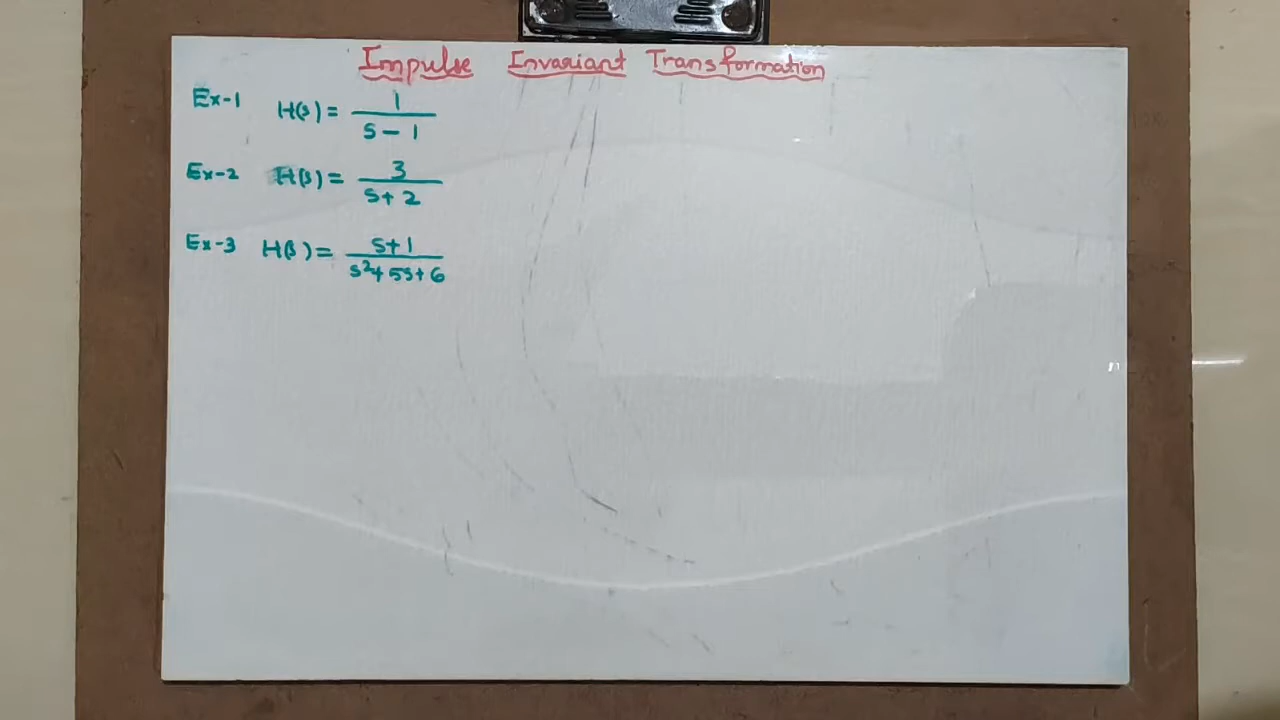 Impulse Invariant Transformation
Ex-1 H(s) = 1 / s - 1
Ex-2 H(s) = 3 / s + 2
Ex-3 H(s) = s+1 / s²+5s+6